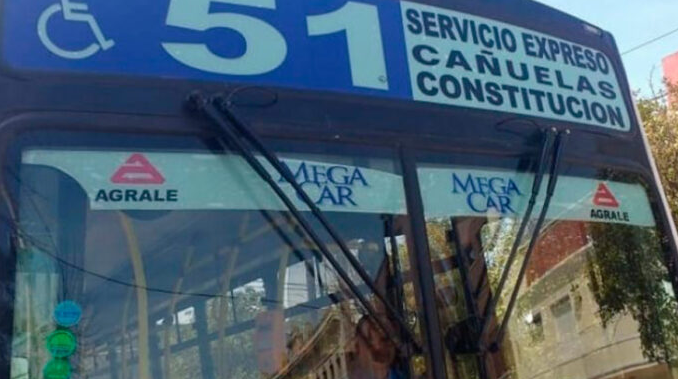 51
SERVICIO EXPRESO
CAÑUELAS
CONSTITUCION
AGRALE
MEGA
CAR
MEGA
CAR
AGRALE